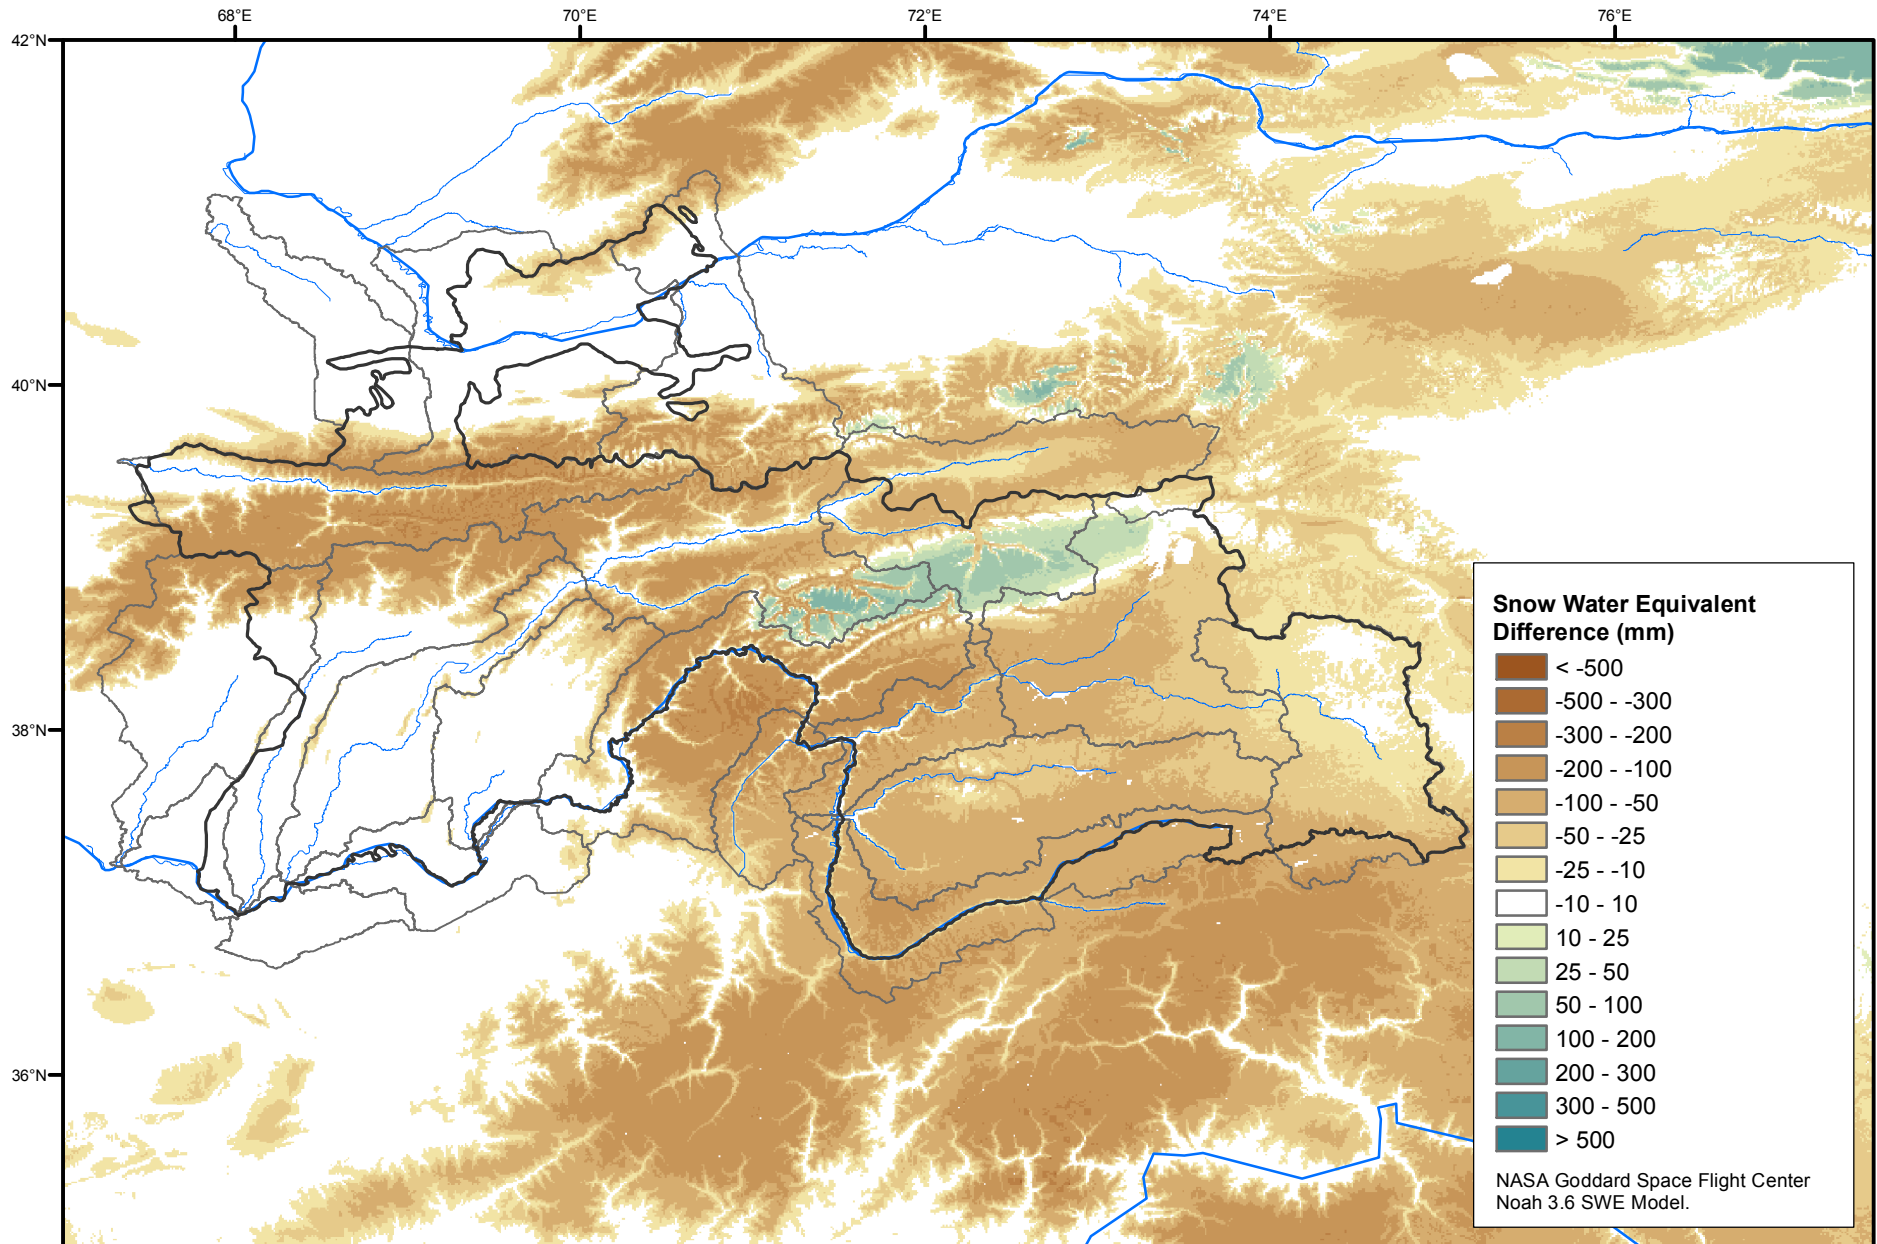 68°E
70°E
72°E
74°E
76°E
42°N
40°N
38°N
36°N
Snow Water Equivalent
Difference (mm)
< -500
-500 - -300
-300 - -200
-200 - -100
-100 - -50
-50 - -25
-25 - -10
-10 - 10
10 - 25
25 - 50
50 - 100
100 - 200
200 - 300
300 - 500
> 500
NASA Goddard Space Flight Center
Noah 3.6 SWE Model.